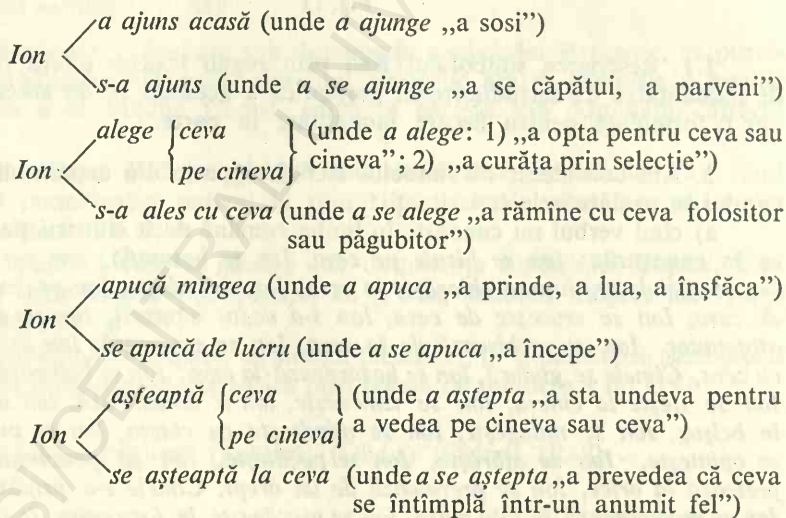 a ajuns acasă (unde a ajunge „a sosi”)
Ion
s-a ajuns (unde a se ajunge „a se căpătui, a parveni”)
alege {ceva } (unde a alege: 1) „a opta pentru ceva sau
Ion {pe cineva} cineva”; 2) „a curăța prin selecție”)
s-a ales cu ceva (unde a se alege „a rămîne cu ceva folositor
sau păgubitor”)
apucă mingea (unde a apuca „a prinde, a lua, a înșfăca”)
Ion
se apucă de lucru (unde a se apuca „a începe”)
așteaptă {ceva } (unde a aștepta „a sta undeva pentru
Ion {pe cineva} a vedea pe cineva sau ceva”)
se așteaptă la ceva (unde a se aștepta „a prevedea că ceva
se întîmplă într-un anumit fel”)